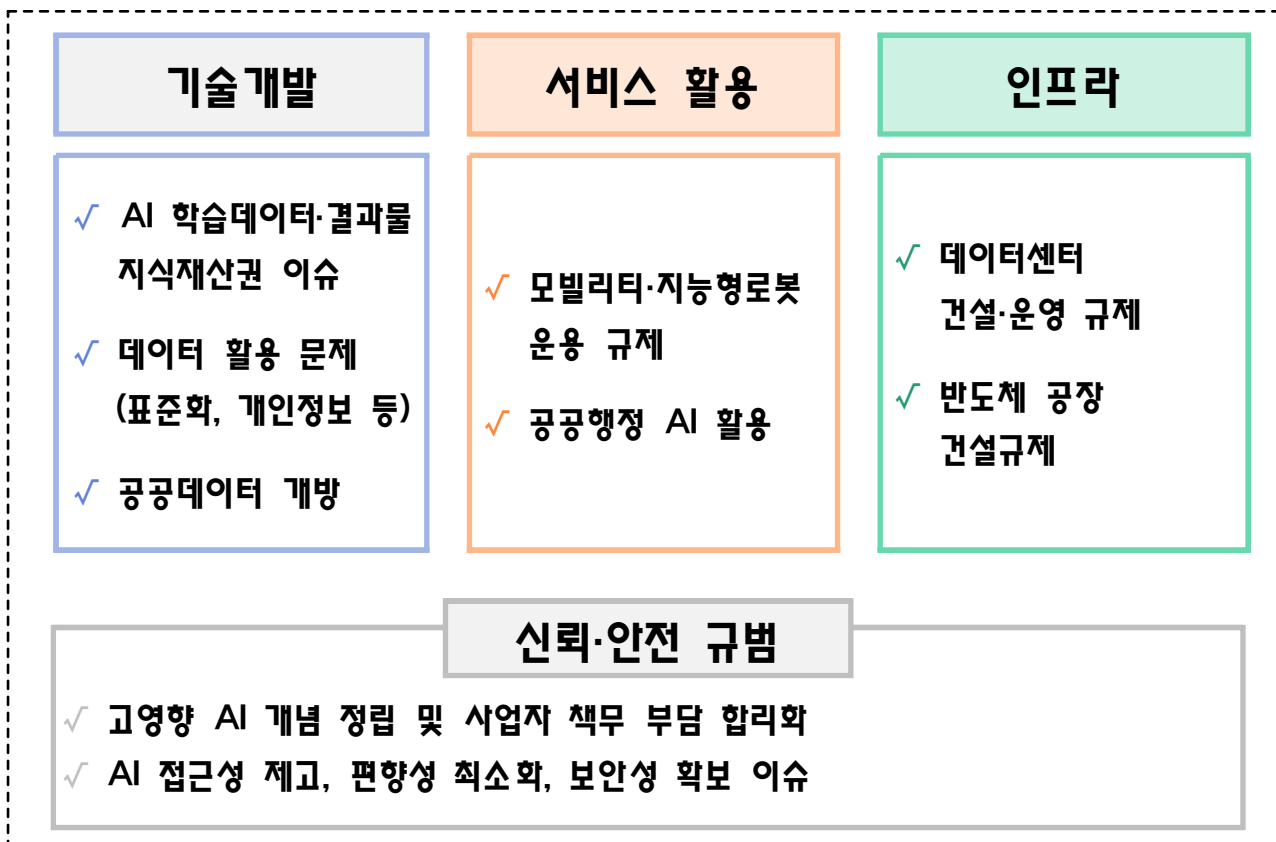 기술개발
√ AI 학습데이터·결과물
지식재산권 이슈
√ 데이터 활용 문제
(표준화, 개인정보 등)
√ 공공데이터 개방
서비스 활용
√ 모빌리티·지능형로봇
운용 규제
√ 공공행정 AI 활용
인프라
√ 데이터센터
건설·운영 규제
√ 반도체 공장
건설규제
신뢰·안전 규범
√ 고영향 AI 개념 정립 및 사업자 책무 부담 합리화
√ AI 접근성 제고, 편향성 최소화, 보안성 확보 이슈